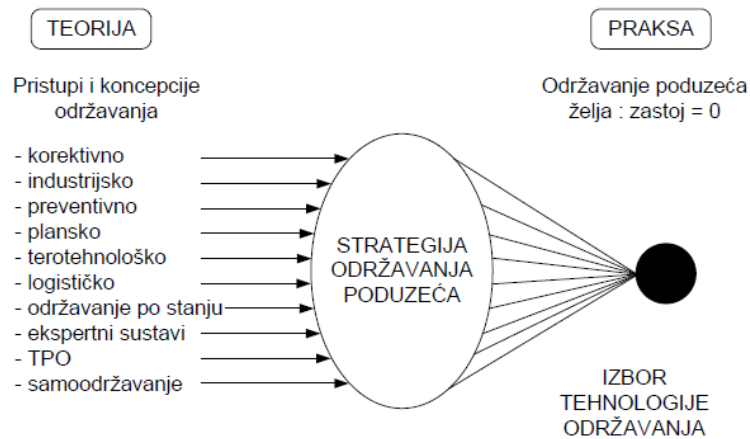 TEORIJA
Pristupi i koncepcije
održavanja
- korektivno
- industrijsko
- preventivno
- plansko
- terotehnološko
- logističko
- održavanje po stanju
- ekspertni sustavi
- TPO
- samoodržavanje
STRATEGIJA
ODRŽAVANJA
PODUZEĆA
PRAKSA
Održavanje poduzeća
želja : zastoj = 0
IZBOR
TEHNOLOGIJE
ODRŽAVANJA